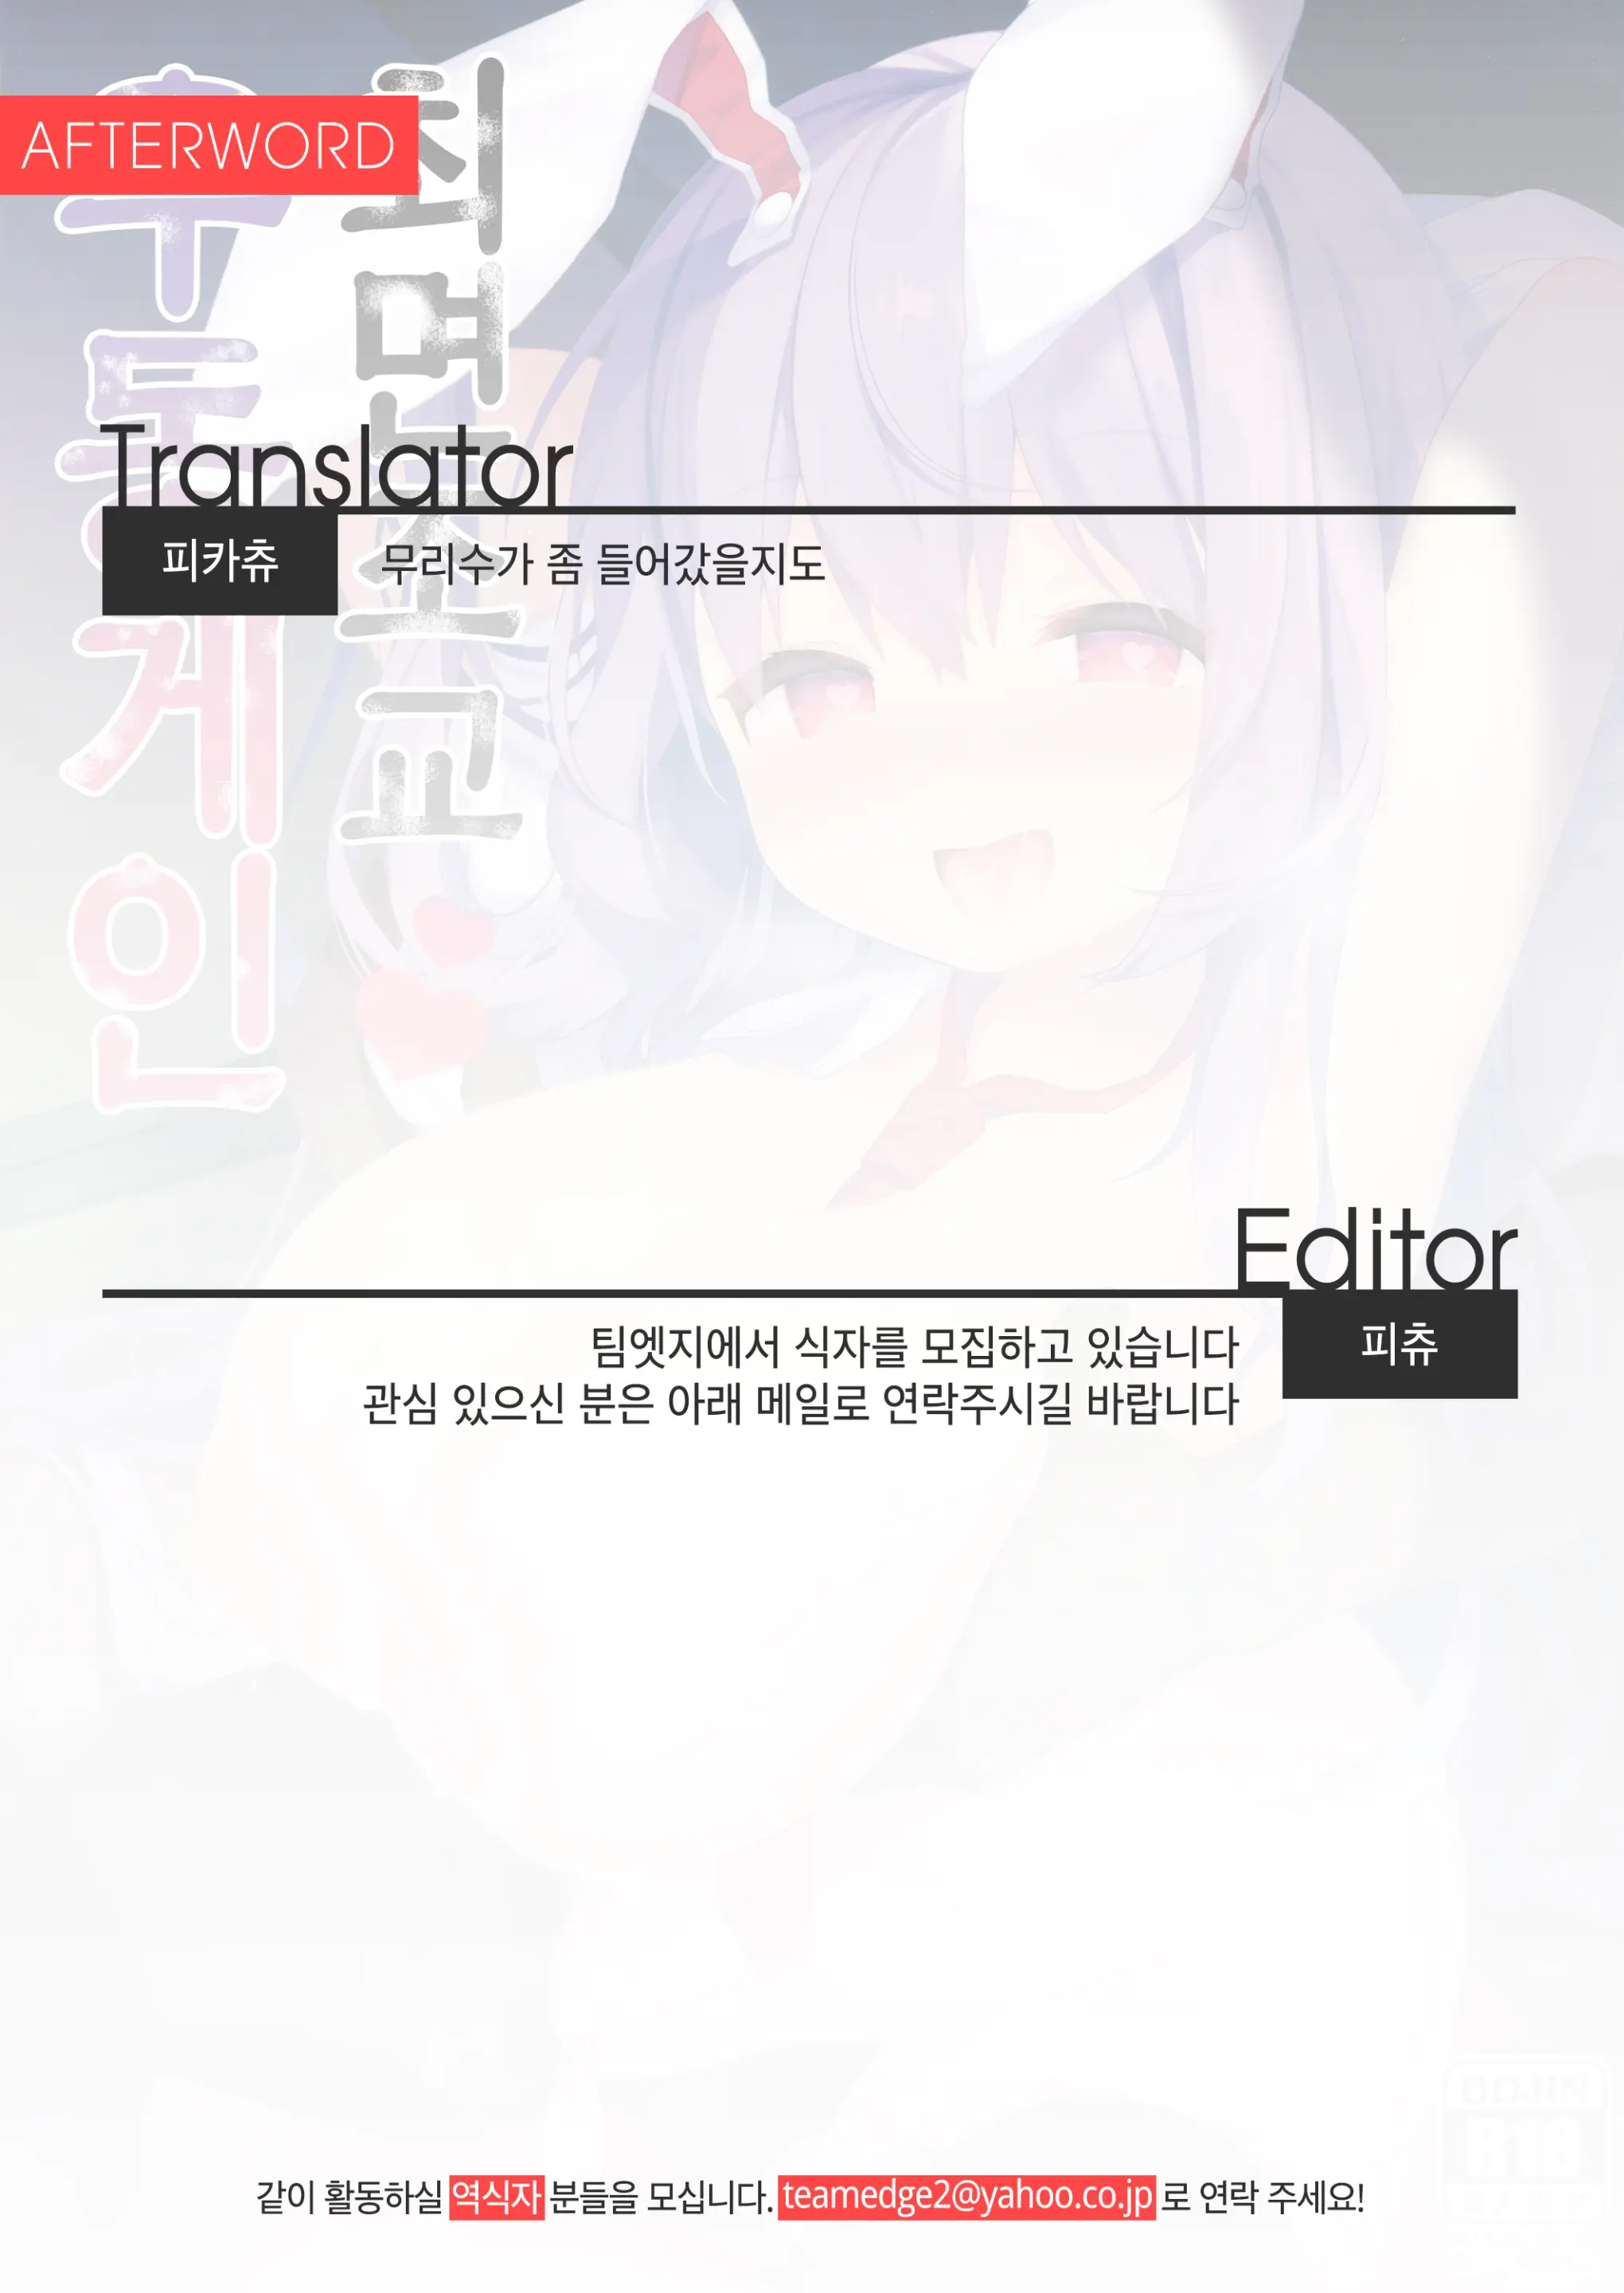 AFTERWORD
최면조교
Translator
피카츄
무리수가 좀 들어갔을지도
Editor
피츄
팀엣지에서 식자를 모집하고 있습니다
관심 있으신 분은 아래 메일로 연락주시길 바랍니다
DOJIN
R18
같이 활동하실 역식자 분들을 모십니다. teamedge2@yahoo.co.jp 로 연락 주세요!